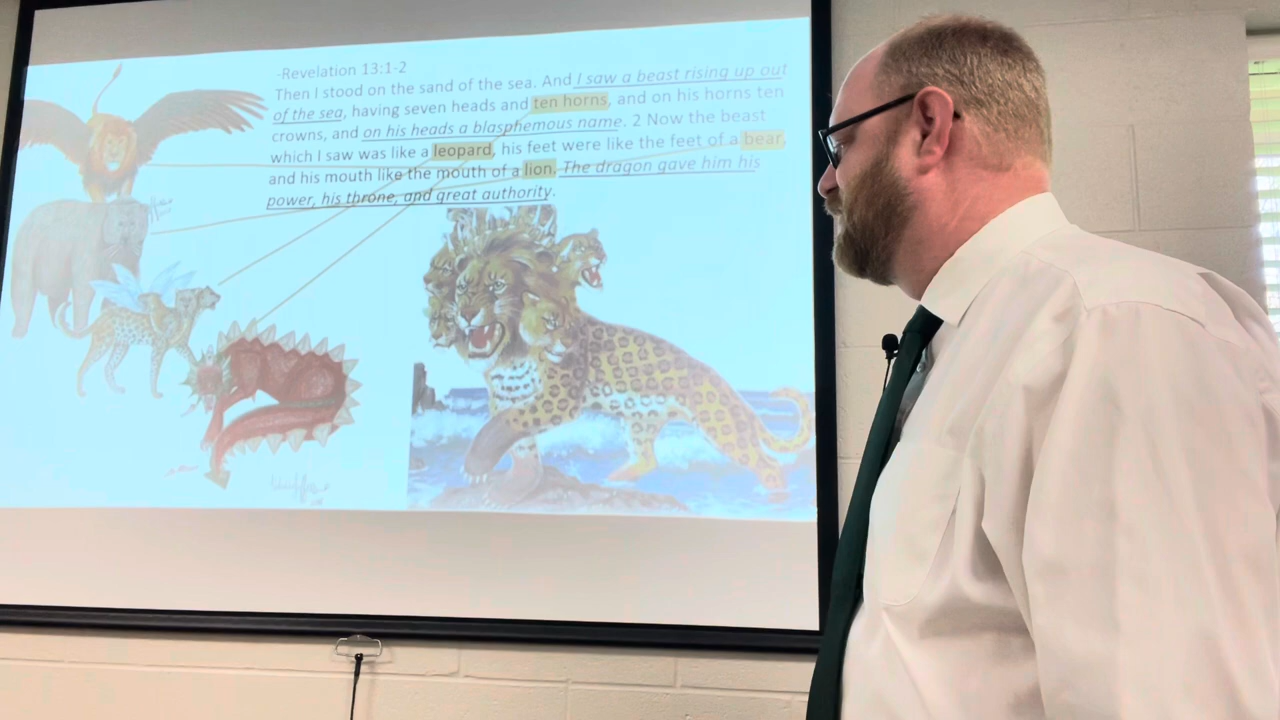 -Revelation 13:1-2
Then I stood on the sand of the sea. And I saw a beast rising up out
of the sea, having seven heads and ten horns, and on his horns ten
crowns, and on his heads a blasphemous name. 2 Now the beast
which I saw was like a leopard, his feet were like the feet of a bear,
and his mouth like the mouth of a lion. The dragon gave him his
power, his throne, and great authority.